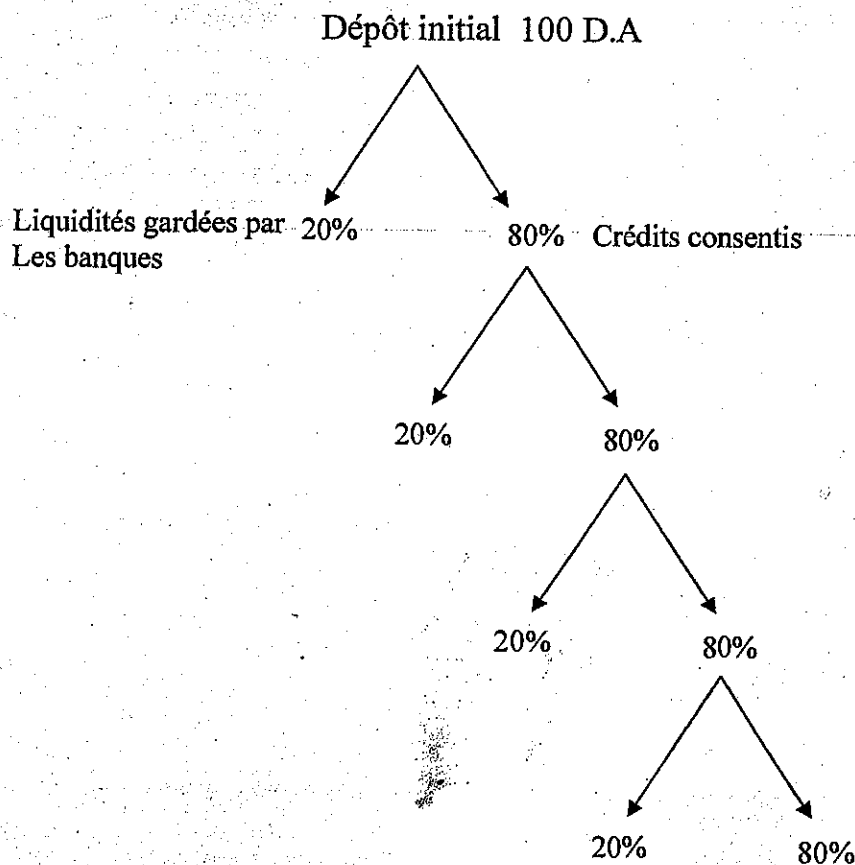 Dépôt initial 100 D.A
Liquidités gardées par 20% 80% Crédits consentis
Les banques
20% 80%
20% 80%
20% 80%